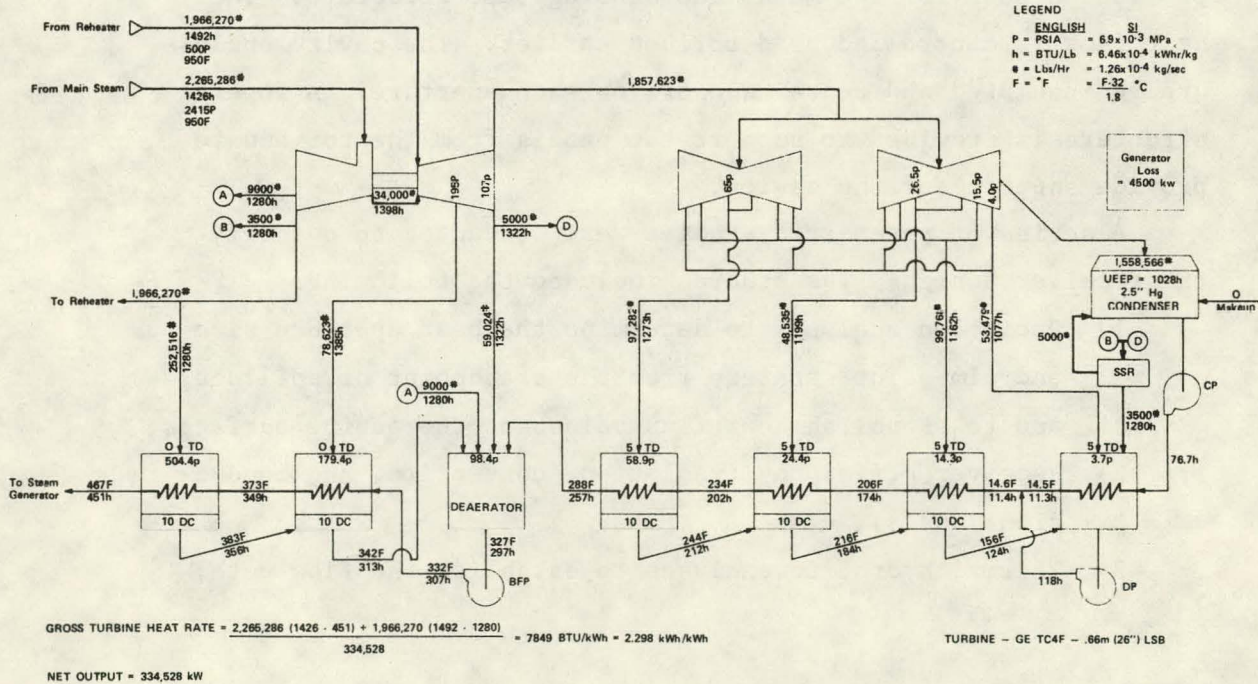 LEGEND
ENGLISH SI
P = PSIA = 6.9x10-3 MPa
h = BTU/Lb = 6.46x10-4 kWhr/kg
# = Lbs/Hr = 1.26x10-4 kg/sec
F = °F = F-32 °C
1.8
From Reheater
1,966,270#
1492h
500P
950F
From Main Steam
2,265,286#
1426h
2415P
950F
1,857,623#
Generator
Loss
4500 kw
A
9000#
1280h
B
3500#
1280h
34,000#
1398h
195P
107p
5000#
1322h
D
65p
26.5p
15.5p
4.0p
To Reheater
1,966,270#
252,516#
1280h
78,623#
1385h
59,024#
1322h
97,282#
1273h
48,535#
1199h
99,761#
1162h
53,479#
1077h
1,558,566#
UEEP = 1028h
2.5" Hg
CONDENSER
O
Makeup
5000#
B
D
SSR
CP
3500#
1280h
76.7h
A
9000#
1280h
0 TD
504.4p
10 DC
0 TD
179.4p
10 DC
98.4p
DEAERATOR
5 TD
58.9p
10 DC
5 TD
24.4p
10 DC
5 TD
14.3p
10 DC
5 TD
3.7p
To Steam
Generator
467F
451h
373F
349h
288F
257h
234F
202h
206F
174h
14.6F
11.4h
14.5F
11.3h
383F
356h
342F
313h
332F
307h
327F
297h
BFP
244F
212h
216F
184h
156F
124h
118h
DP
GROSS TURBINE HEAT RATE = 2,265,286 (1426 - 451) + 1,966,270 (1492 - 1280)
334,528
= 7849 BTU/kWh = 2.298 kWh/kWh
TURBINE – GE TC4F – .66m (26") LSB
NET OUTPUT = 334,528 kW